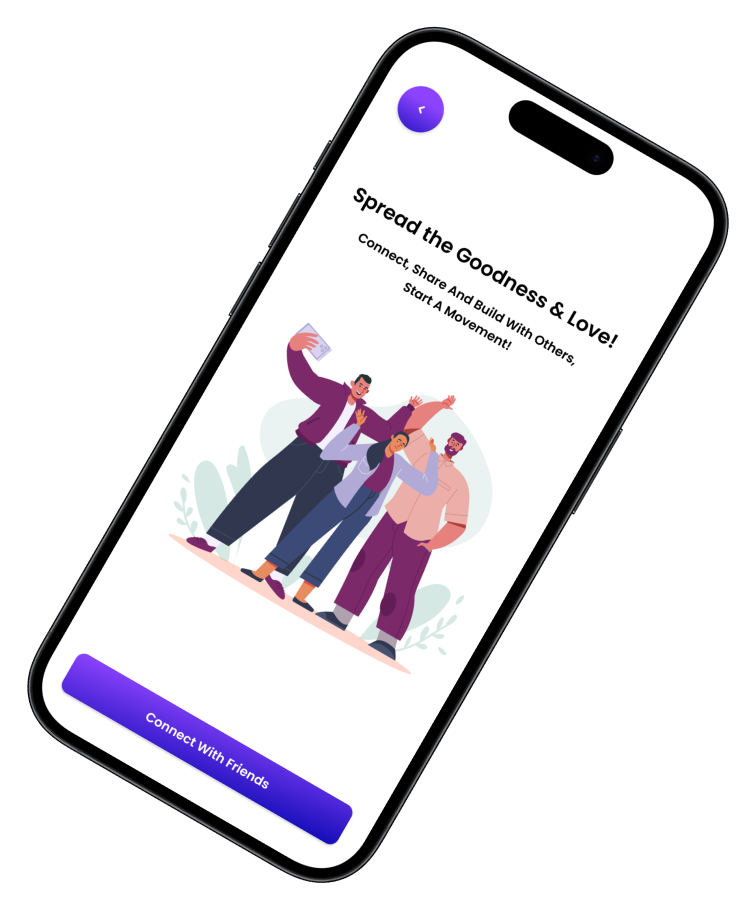 Spread the Goodness & Love!
Connect, Share And Build With Others,
Start A Movement!
Connect With Friends